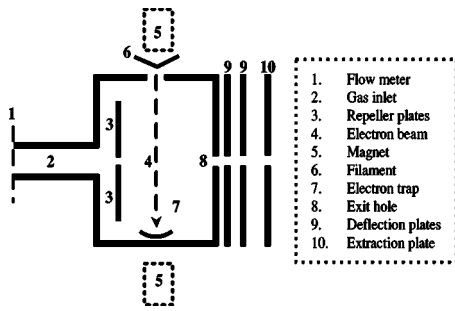 5
6
9 9 10
1
3
2
4
8
3
7
5
1. Flow meter
2. Gas inlet
3. Repeller plates
4. Electron beam
5. Magnet
6. Filament
7. Electron trap
8. Exit hole
9. Deflection plates
10. Extraction plate